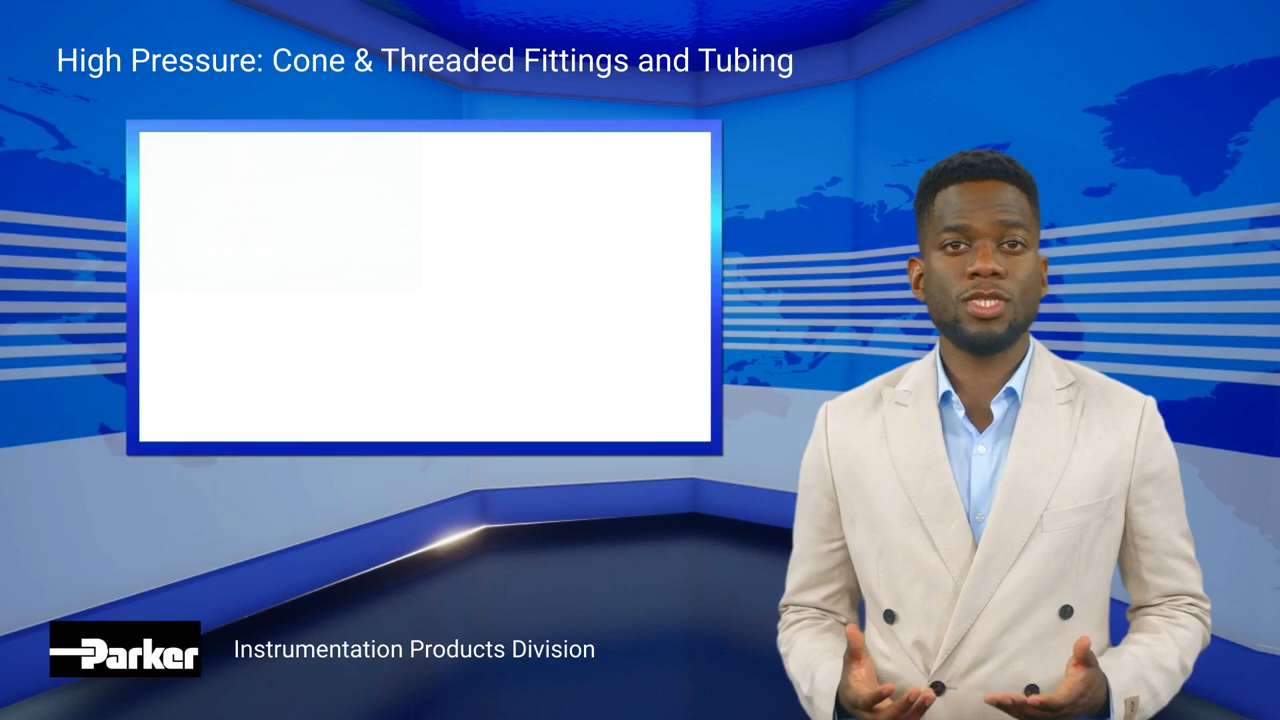 High Pressure: Cone & Threaded Fittings and Tubing
Parker
Instrumentation Products Division